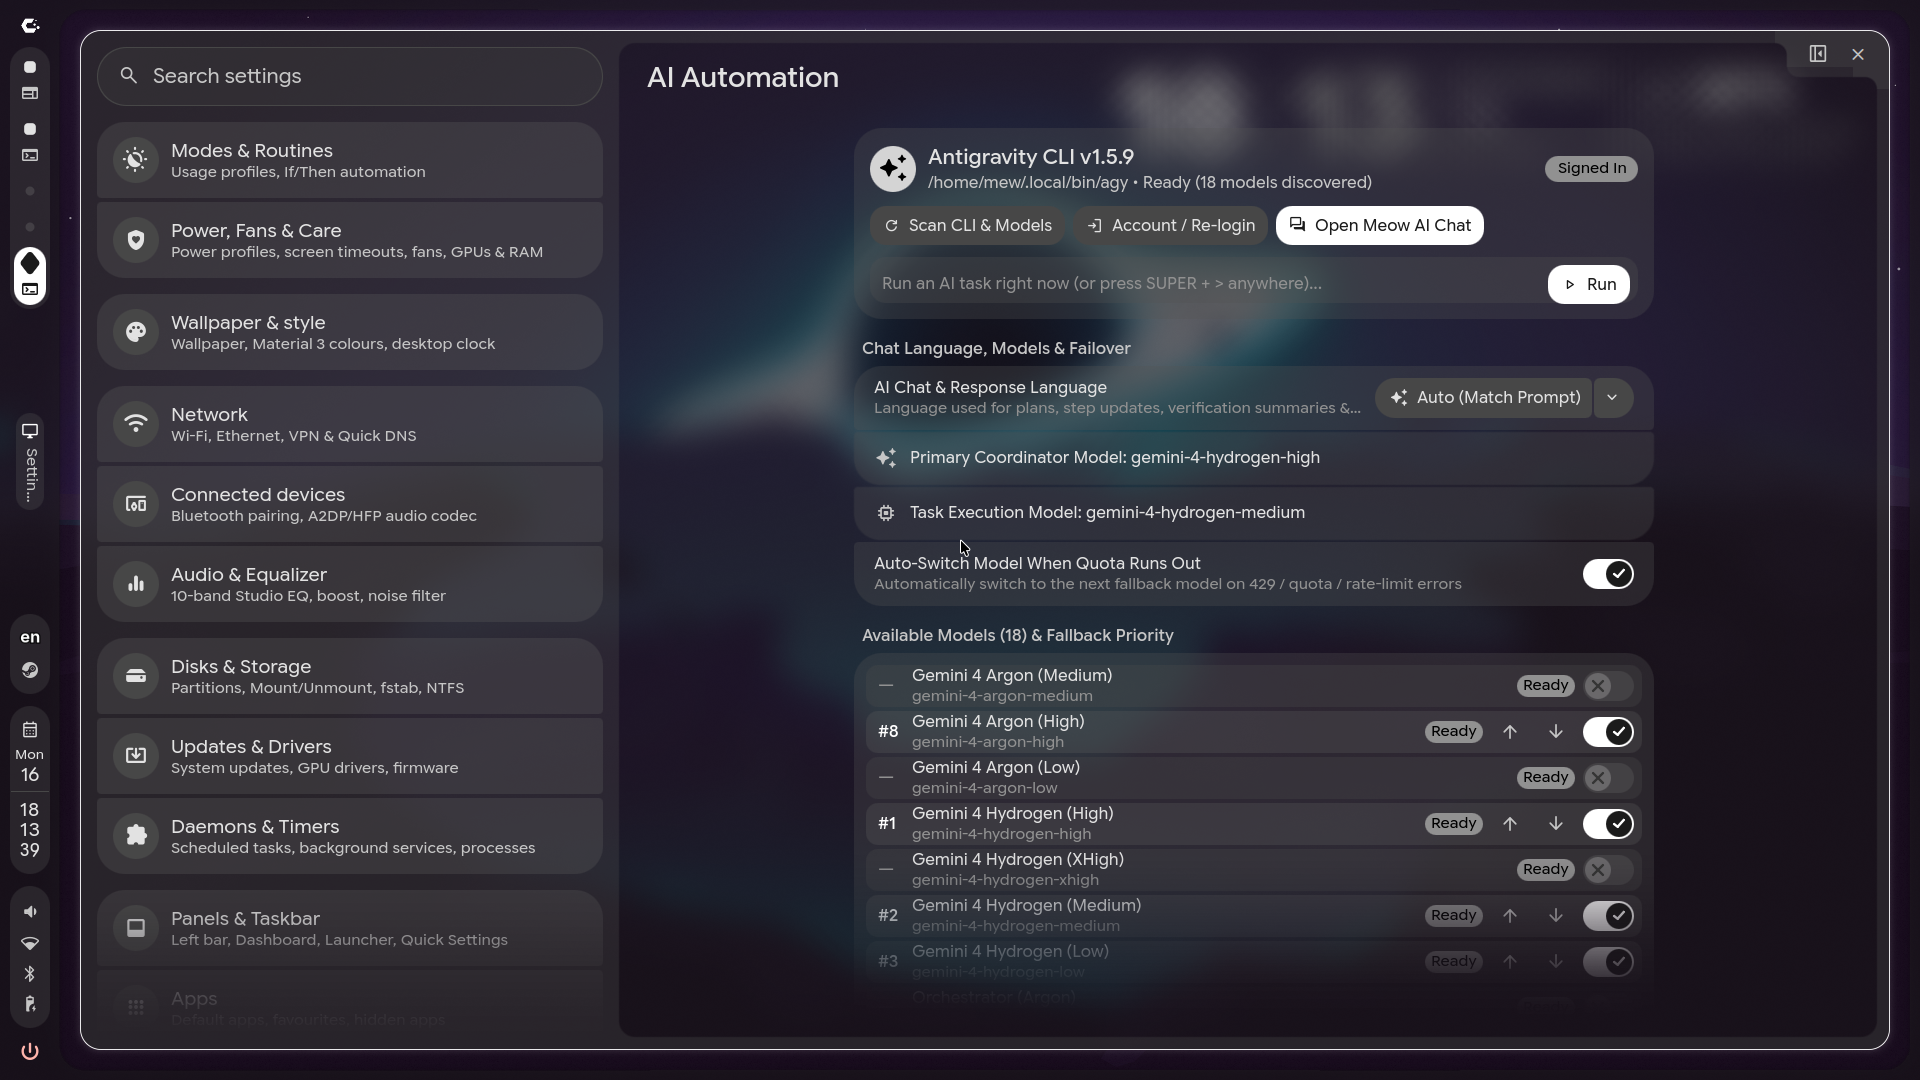 Search settings
Modes & Routines
Usage profiles, If/Then automation
Power, Fans & Care
Power profiles, screen timeouts, fans, GPUs & RAM
Wallpaper & style
Wallpaper, Material 3 colours, desktop clock
Network
Wi-Fi, Ethernet, VPN & Quick DNS
Connected devices
Bluetooth pairing, A2DP/HFP audio codec
Audio & Equalizer
10-band Studio EQ, boost, noise filter
Disks & Storage
Partitions, Mount/Unmount, fstab, NTFS
Updates & Drivers
System updates, GPU drivers, firmware
Daemons & Timers
Scheduled tasks, background services, processes
Panels & Taskbar
Left bar, Dashboard, Launcher, Quick Settings
Apps
Default apps, favourites, hidden apps
Settin...
en
Mon
16
18
13
39
AI Automation
Antigravity CLI v1.5.9
/home/mew/.local/bin/agy • Ready (18 models discovered)
Signed In
Scan CLI & Models
Account / Re-login
Open Meow AI Chat
Run an AI task right now (or press SUPER + > anywhere)...
Run
Chat Language, Models & Failover
AI Chat & Response Language
Language used for plans, step updates, verification summaries &...
Auto (Match Prompt)
Primary Coordinator Model: gemini-4-hydrogen-high
Task Execution Model: gemini-4-hydrogen-medium
Auto-Switch Model When Quota Runs Out
Automatically switch to the next fallback model on 429 / quota / rate-limit errors
Available Models (18) & Fallback Priority
Gemini 4 Argon (Medium)
gemini-4-argon-medium
Ready
#8
Gemini 4 Argon (High)
gemini-4-argon-high
Ready
Gemini 4 Argon (Low)
gemini-4-argon-low
Ready
#1
Gemini 4 Hydrogen (High)
gemini-4-hydrogen-high
Ready
Gemini 4 Hydrogen (XHigh)
gemini-4-hydrogen-xhigh
Ready
#2
Gemini 4 Hydrogen (Medium)
gemini-4-hydrogen-medium
Ready
#3
Gemini 4 Hydrogen (Low)
gemini-4-hydrogen-low
Ready
Orchestrator (Argon)